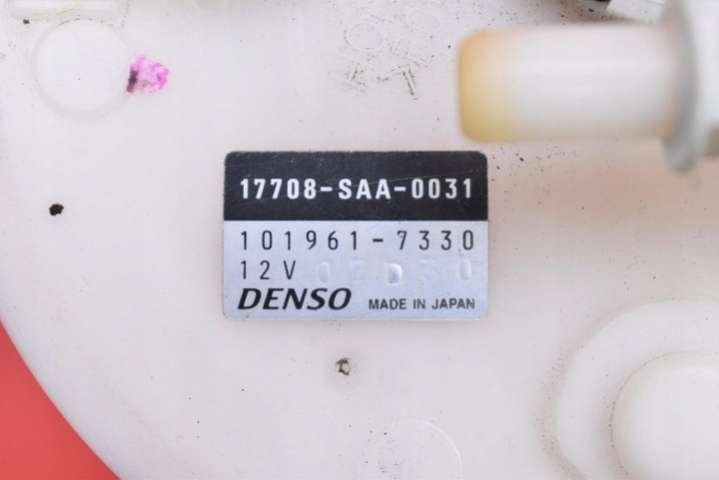 17708-SAA-0031
101961-7330
12V
DENSO MADE IN JAPAN